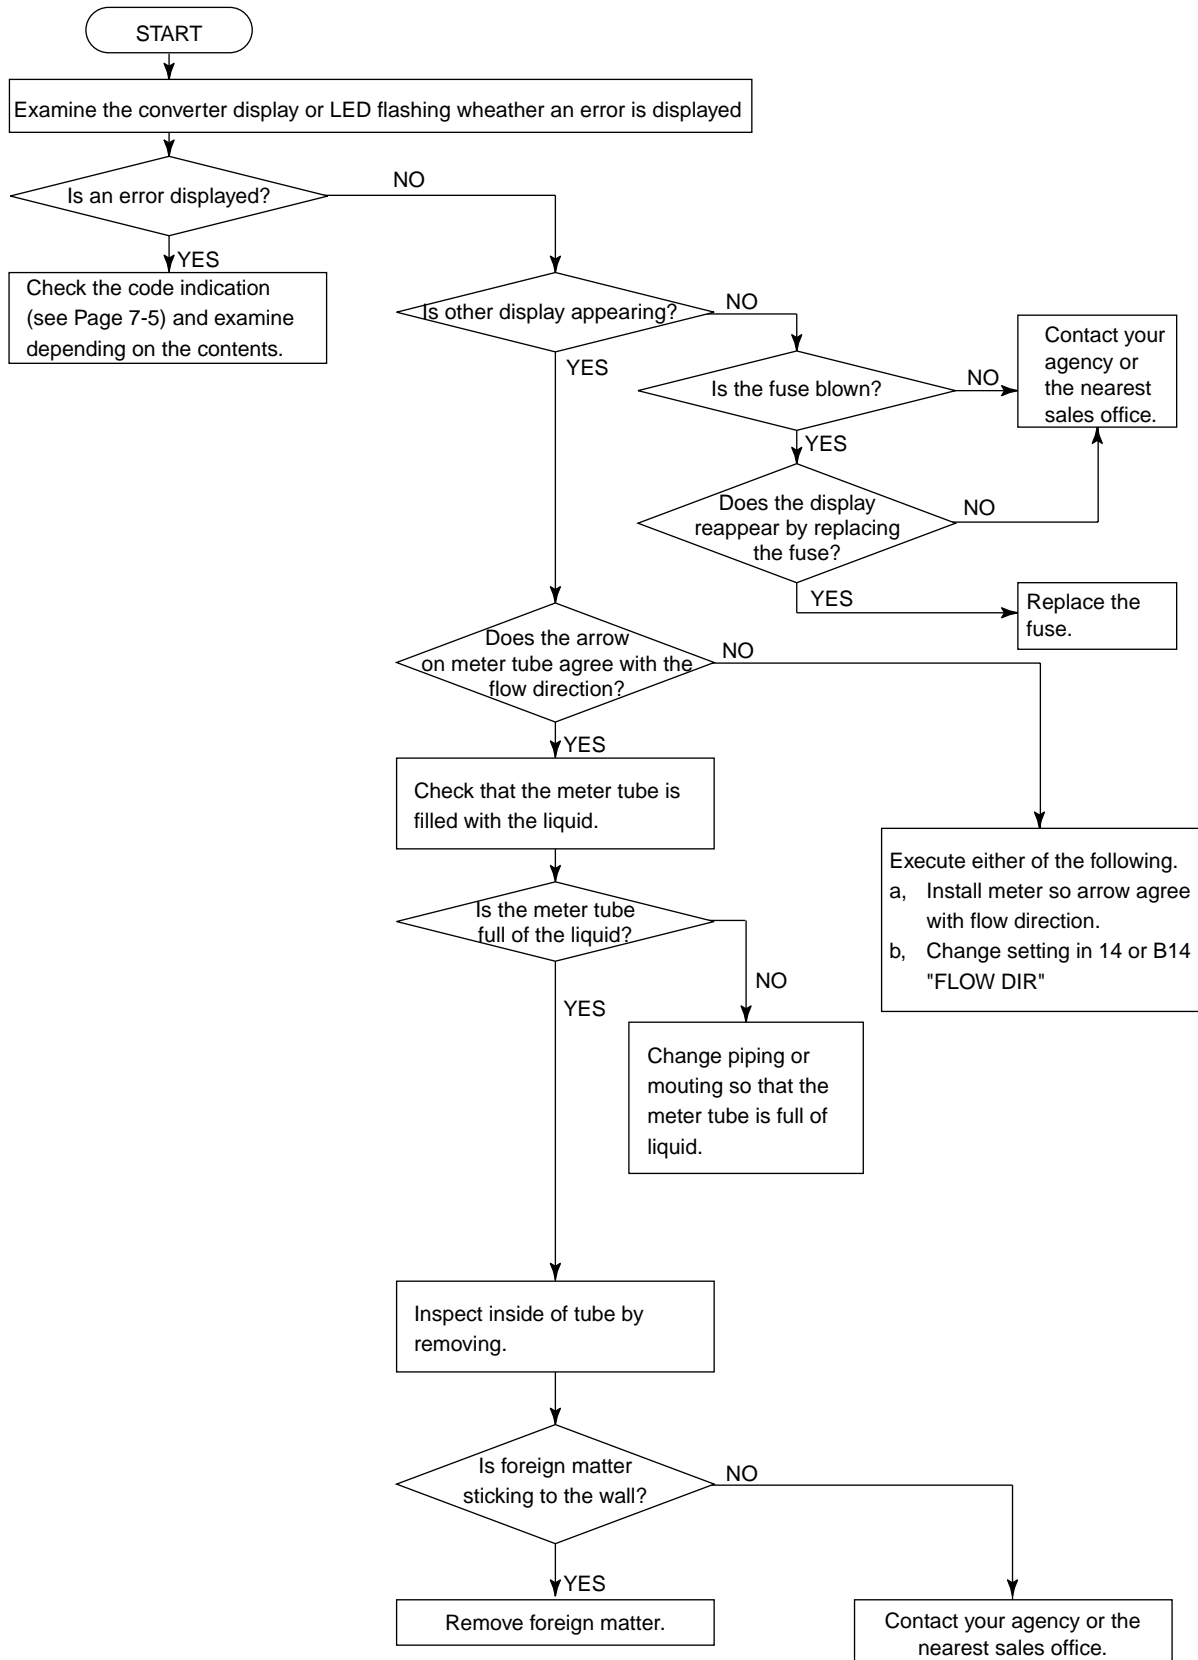 START
Examine the converter display or LED flashing wheather an error is displayed
Is an error displayed?
NO
YES
Check the code indication
(see Page 7-5) and examine
depending on the contents.
Is other display appearing?
NO
YES
Is the fuse blown?
NO
YES
Contact your
agency or
the nearest
sales office.
Does the display
reappear by replacing
the fuse?
NO
YES
Replace the
fuse.
Does the arrow
on meter tube agree with the
flow direction?
NO
YES
Check that the meter tube is
filled with the liquid.
Execute either of the following.
a, Install meter so arrow agree
with flow direction.
b, Change setting in 14 or B14
"FLOW DIR"
Is the meter tube
full of the liquid?
NO
YES
Change piping or
mouting so that the
meter tube is full of
liquid.
Inspect inside of tube by
removing.
Is foreign matter
sticking to the wall?
NO
YES
Remove foreign matter.
Contact your agency or the
nearest sales office.